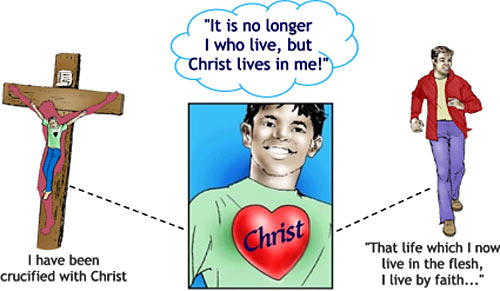 "It is no longer
I who live, but
Christ lives in me!"
Christ
I have been
crucified with Christ
"That life which I now
live in the flesh,
I live by faith..."